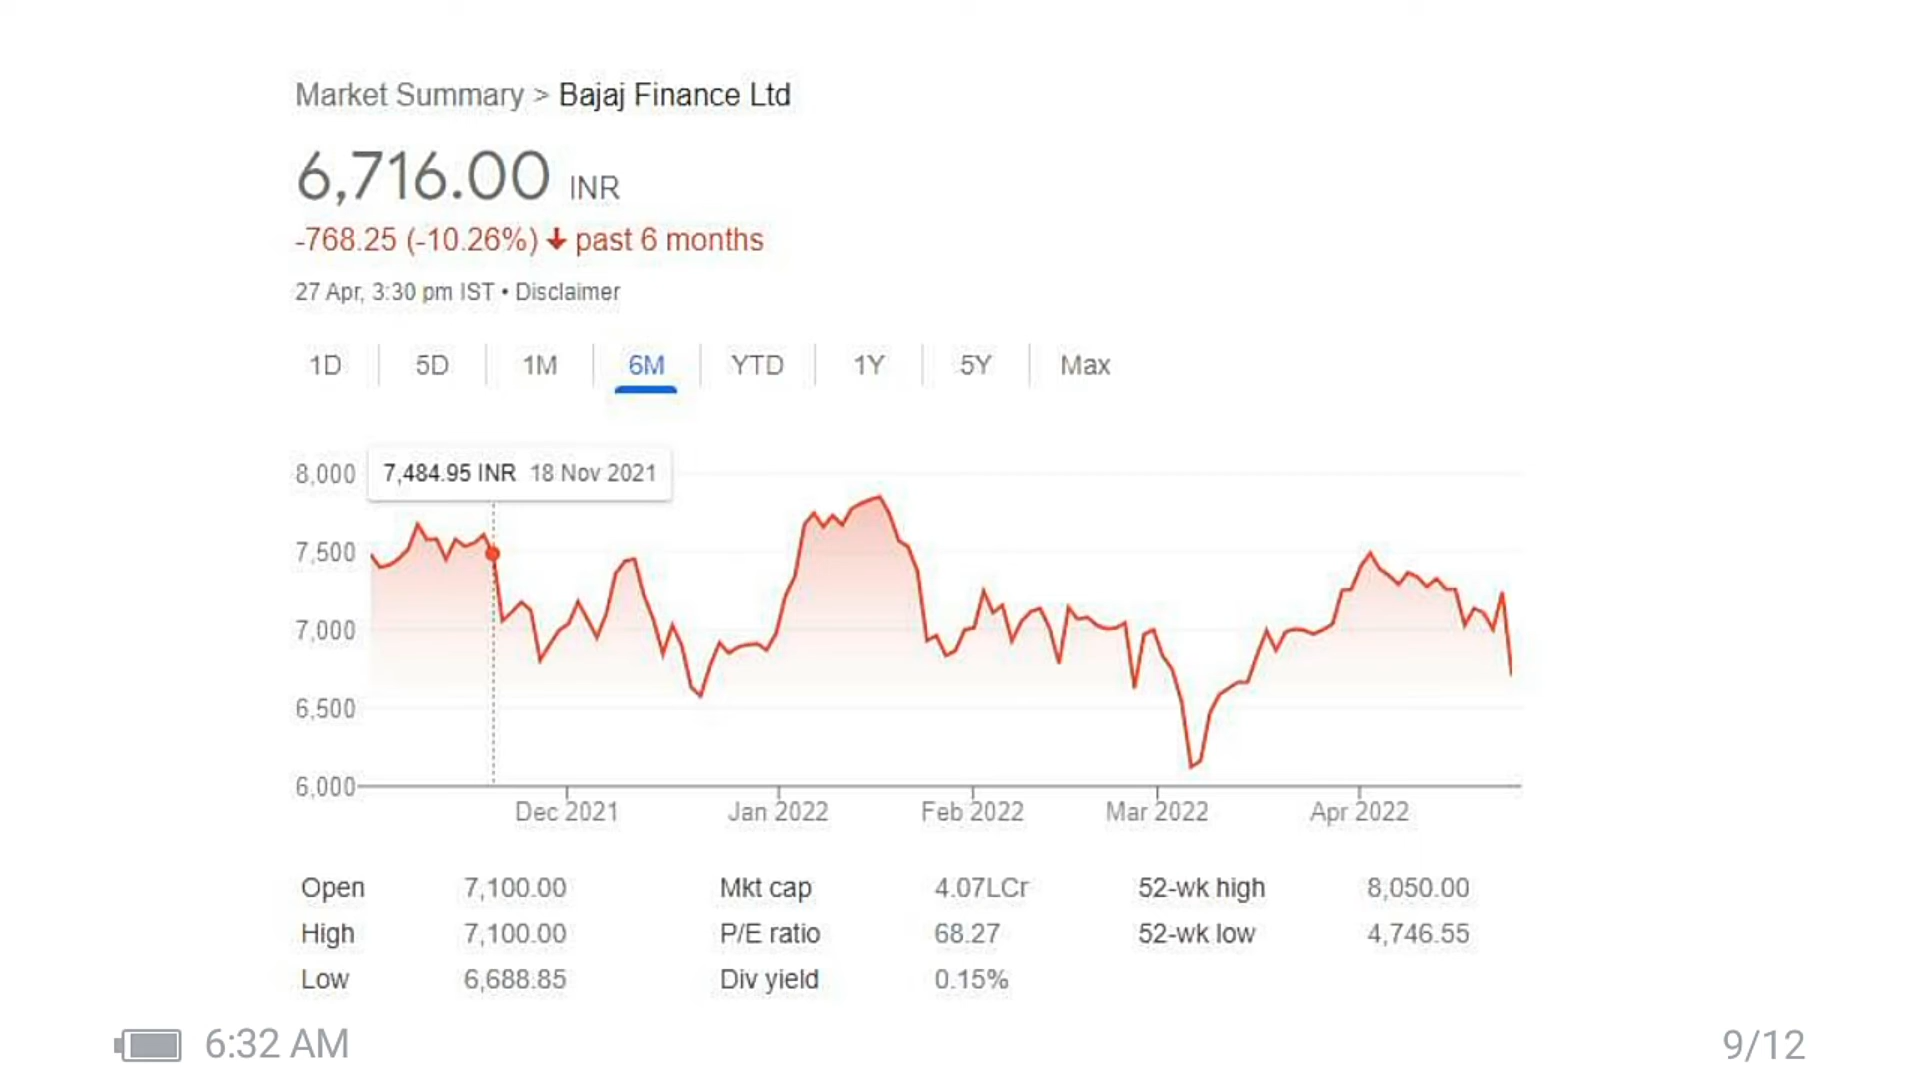 Market Summary > Bajaj Finance Ltd
6,716.00 INR
-768.25 (-10.26%) ↓ past 6 months
27 Apr, 3:30 pm IST • Disclaimer
1D 5D 1M 6M YTD 1Y 5Y Max
7,484.95 INR 18 Nov 2021
8,000
7,500
7,000
6,500
6,000
Dec 2021 Jan 2022 Feb 2022 Mar 2022 Apr 2022
Open 7,100.00 Mkt cap 4.07LCr 52-wk high 8,050.00
High 7,100.00 P/E ratio 68.27 52-wk low 4,746.55
Low 6,688.85 Div yield 0.15%
6:32 AM 9/12